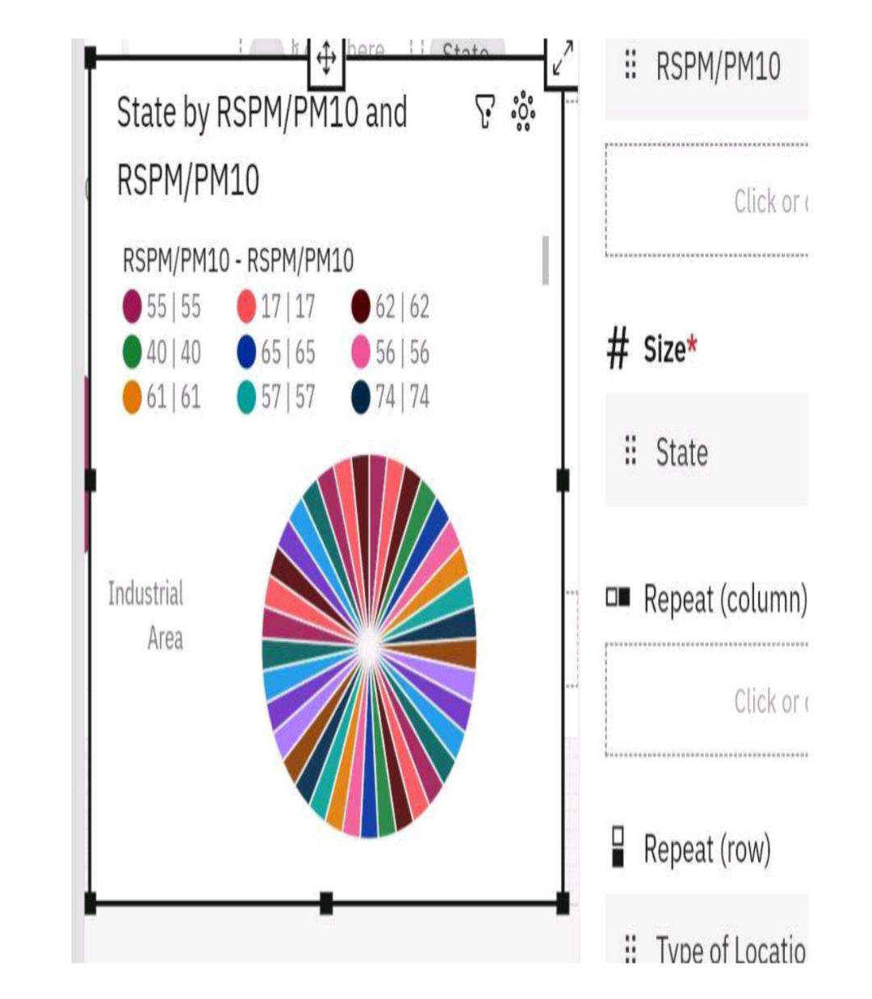 here
State
State by RSPM/PM10 and
RSPM/PM10
RSPM/PM10 - RSPM/PM10
55 | 55 17 | 17 62 | 62
40 | 40 65 | 65 56 | 56
61 | 61 57 | 57 74 | 74
Industrial
Area
RSPM/PM10
Click or
# Size*
State
Repeat (column)
Click or
Repeat (row)
Type of Locatio